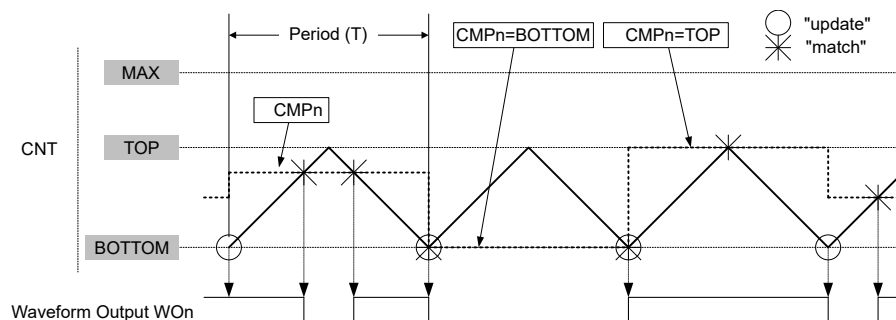 Period (T)
CMPn=BOTTOM
CMPn=TOP
"update"
"match"
MAX
CMPn
CNT
TOP
BOTTOM
Waveform Output WOn